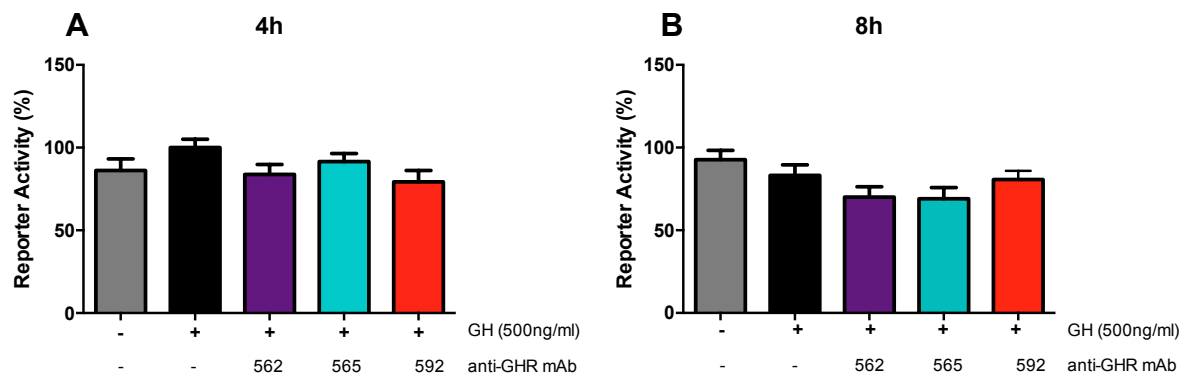 A
4h
Reporter Activity (%)
150
100
50
0
- + + + + GH (500ng/ml)
- - 562 565 592 anti-GHR mAb
B
8h
Reporter Activity (%)
150
100
50
0
- + + + + GH (500ng/ml)
- - 562 565 592 anti-GHR mAb